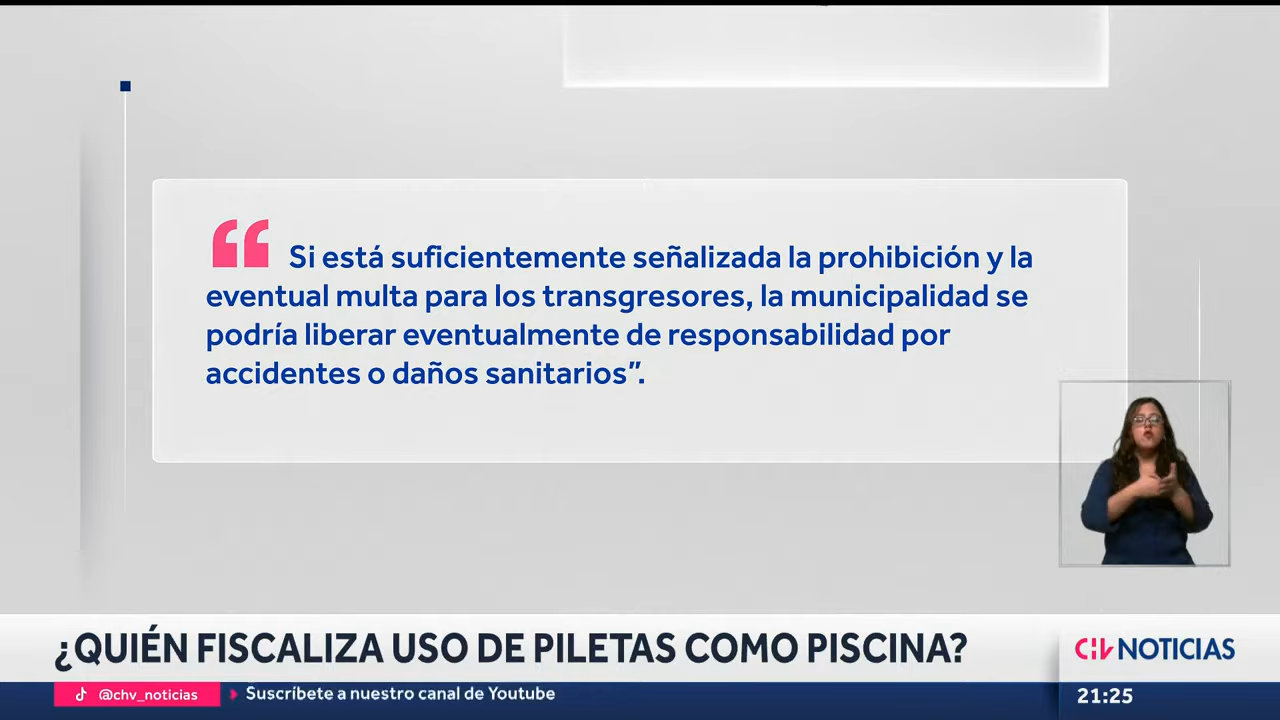 “ Si está suficientemente señalizada la prohibición y la
eventual multa para los transgresores, la municipalidad se
podría liberar eventualmente de responsabilidad por
accidentes o daños sanitarios”.
¿QUIÉN FISCALIZA USO DE PILETAS COMO PISCINA?
CHV NOTICIAS
@chv_noticias
Suscríbete a nuestro canal de Youtube
21:25